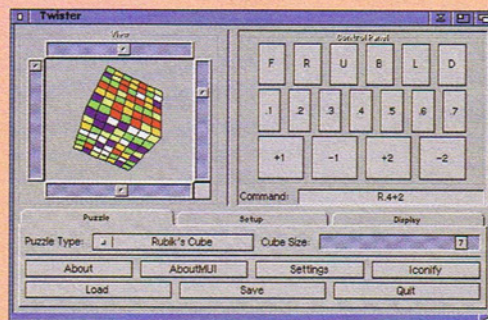 Twister
View
Control Panel
F R U B L D
.1 .2 .3 .4 .5 .6 .7
+1 -1 +2 -2
Command: R.4+2
Puzzle Setup Display
Puzzle Type: Rubik's Cube Cube Size: 7
About AboutMUI Settings Iconify
Load Save Quit